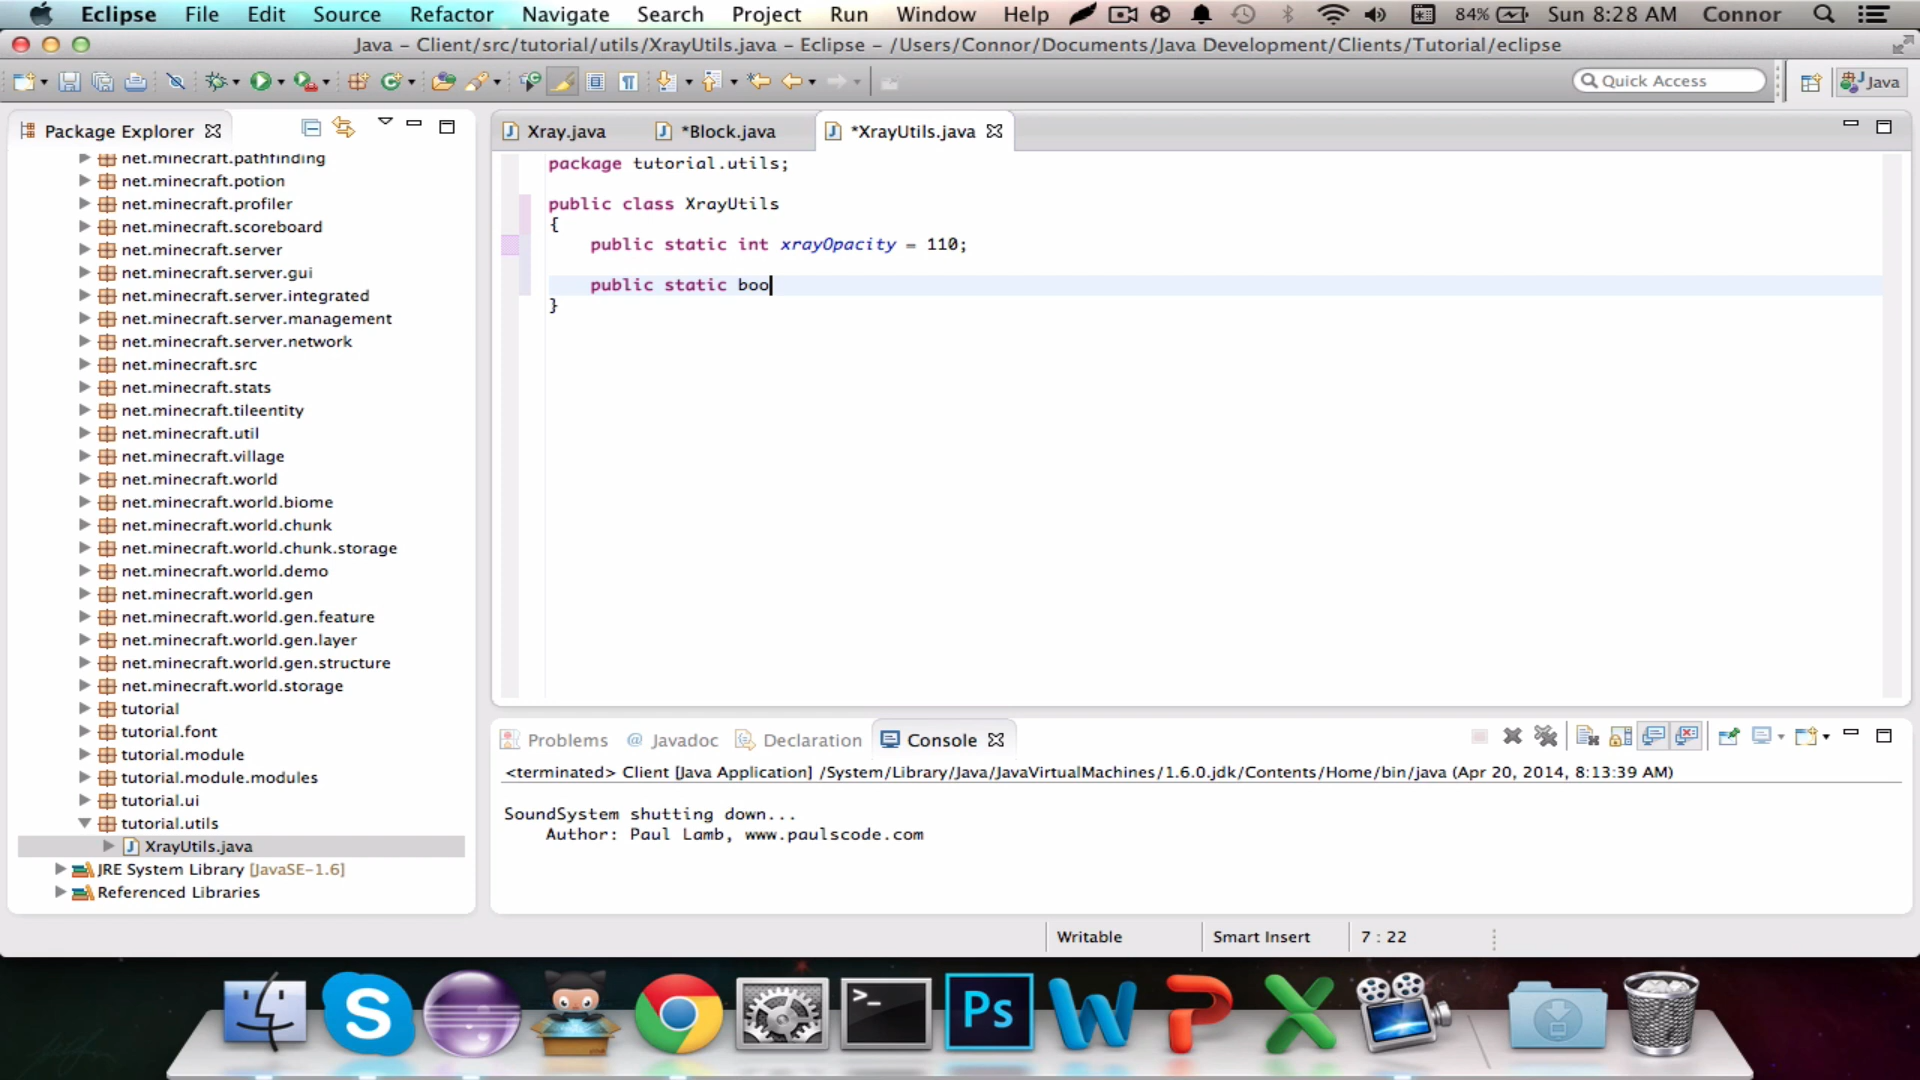 Eclipse File Edit Source Refactor Navigate Search Project Run Window Help 84% Sun 8:28 AM Connor
Java – Client/src/tutorial/utils/XrayUtils.java – Eclipse – /Users/Connor/Documents/Java Development/Clients/Tutorial/eclipse
Quick Access
Java
Package Explorer
net.minecraft.pathfinding
net.minecraft.potion
net.minecraft.profiler
net.minecraft.scoreboard
net.minecraft.server
net.minecraft.server.gui
net.minecraft.server.integrated
net.minecraft.server.management
net.minecraft.server.network
net.minecraft.src
net.minecraft.stats
net.minecraft.tileentity
net.minecraft.util
net.minecraft.village
net.minecraft.world
net.minecraft.world.biome
net.minecraft.world.chunk
net.minecraft.world.chunk.storage
net.minecraft.world.demo
net.minecraft.world.gen
net.minecraft.world.gen.feature
net.minecraft.world.gen.layer
net.minecraft.world.gen.structure
net.minecraft.world.storage
tutorial
tutorial.font
tutorial.module
tutorial.module.modules
tutorial.ui
tutorial.utils
XrayUtils.java
JRE System Library [JavaSE-1.6]
Referenced Libraries
Xray.java *Block.java *XrayUtils.java
package tutorial.utils;
public class XrayUtils
{
public static int xrayOpacity = 110;
public static boo
}
Problems @ Javadoc Declaration Console
<terminated> Client [Java Application] /System/Library/Java/JavaVirtualMachines/1.6.0.jdk/Contents/Home/bin/java (Apr 20, 2014, 8:13:39 AM)
SoundSystem shutting down...
Author: Paul Lamb, www.paulscode.com
Writable Smart Insert 7 : 22
Ps